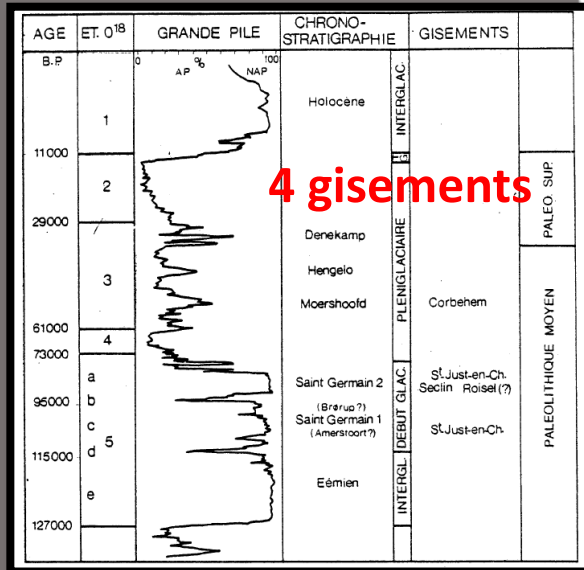 AGE ET. O18 GRANDE PILE CHRONO-
STRATIGRAPHIE GISEMENTS
B.P. 0 % 100
AP NAP
Holocène
1
INTERGLAC.
11000
4 gisements
2
29000
Denekamp
Hengelo
3
Moershoofd Corbehem
61000
4
73000
PLENIGLACIAIRE
PALEO. SUP.
a
Saint Germain 2 St.Just-en-Ch.
Seclin Roisel(?)
95000 b
(Brørup?)
c Saint Germain 1 St.Just-en-Ch.
5 (Amerstoort?)
d
115000
DEBUT GLAC.
e Eémien
INTERGL.
127000
PALEOLITHIQUE MOYEN